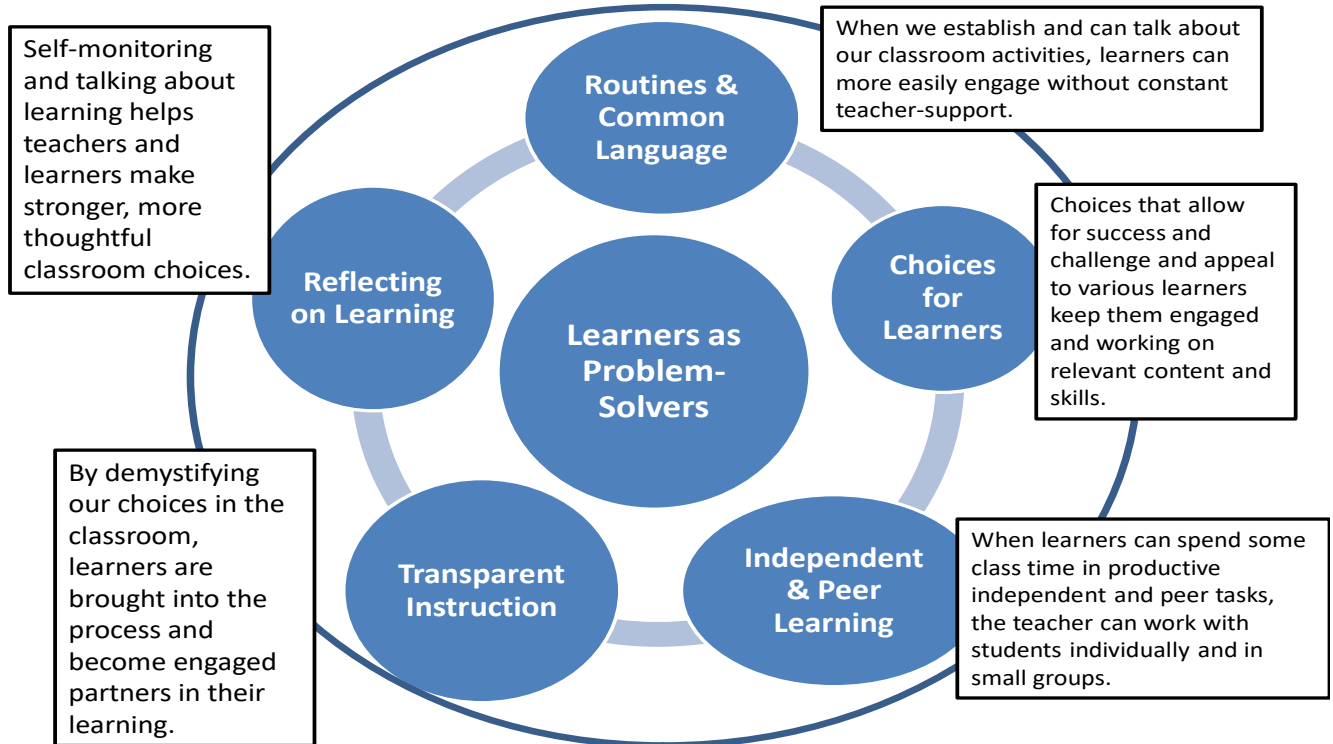 Self-monitoring
and talking about
learning helps
teachers and
learners make
stronger, more
thoughtful
classroom choices.
Routines &
Common
Language
When we establish and can talk about
our classroom activities, learners can
more easily engage without constant
teacher-support.
Reflecting
on Learning
Learners as
Problem-
Solvers
Choices
for
Learners
Choices that allow
for success and
challenge and appeal
to various learners
keep them engaged
and working on
relevant content and
skills.
By demystifying
our choices in the
classroom,
learners are
brought into the
process and
become engaged
partners in their
learning.
Transparent
Instruction
Independent
& Peer
Learning
When learners can spend some
class time in productive
independent and peer tasks,
the teacher can work with
students individually and in
small groups.